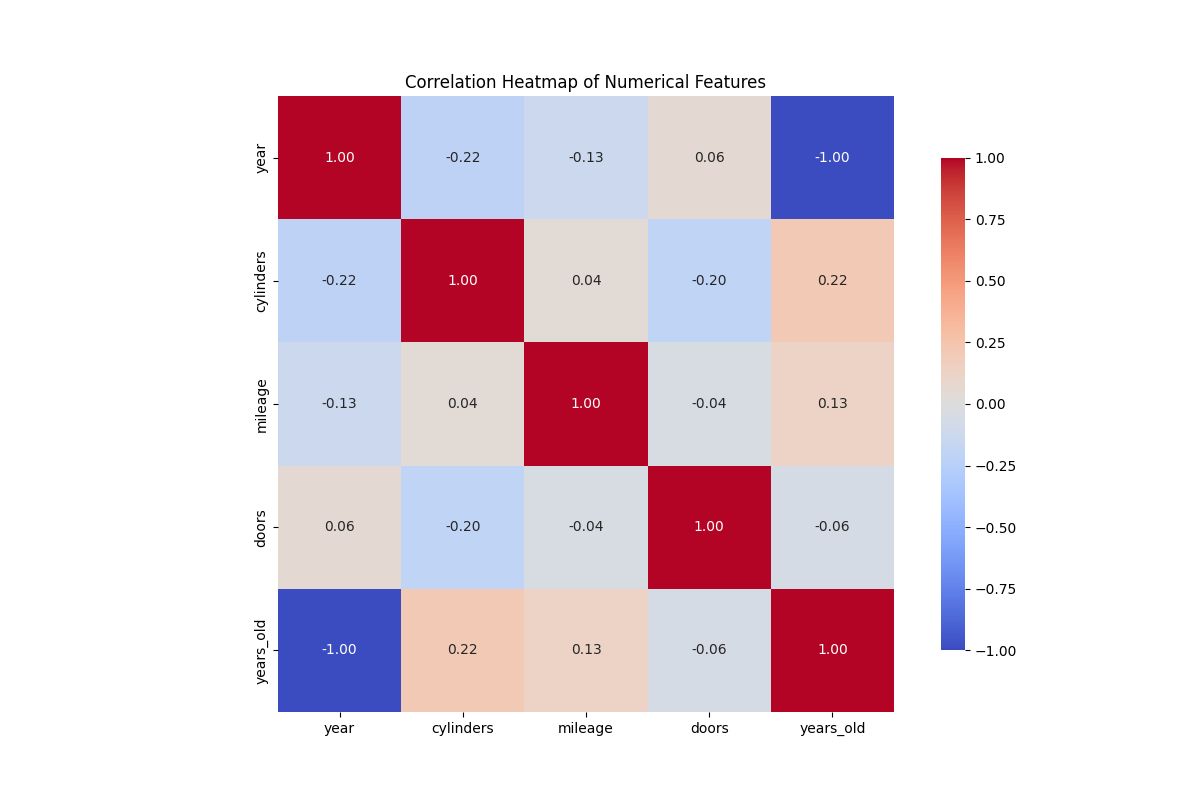 Correlation Heatmap of Numerical Features
year
1.00 -0.22 -0.13 0.06 -1.00
cylinders
-0.22 1.00 0.04 -0.20 0.22
mileage
-0.13 0.04 1.00 -0.04 0.13
doors
0.06 -0.20 -0.04 1.00 -0.06
years_old
-1.00 0.22 0.13 -0.06 1.00
year cylinders mileage doors years_old
1.00
0.75
0.50
0.25
0.00
−0.25
−0.50
−0.75
−1.00